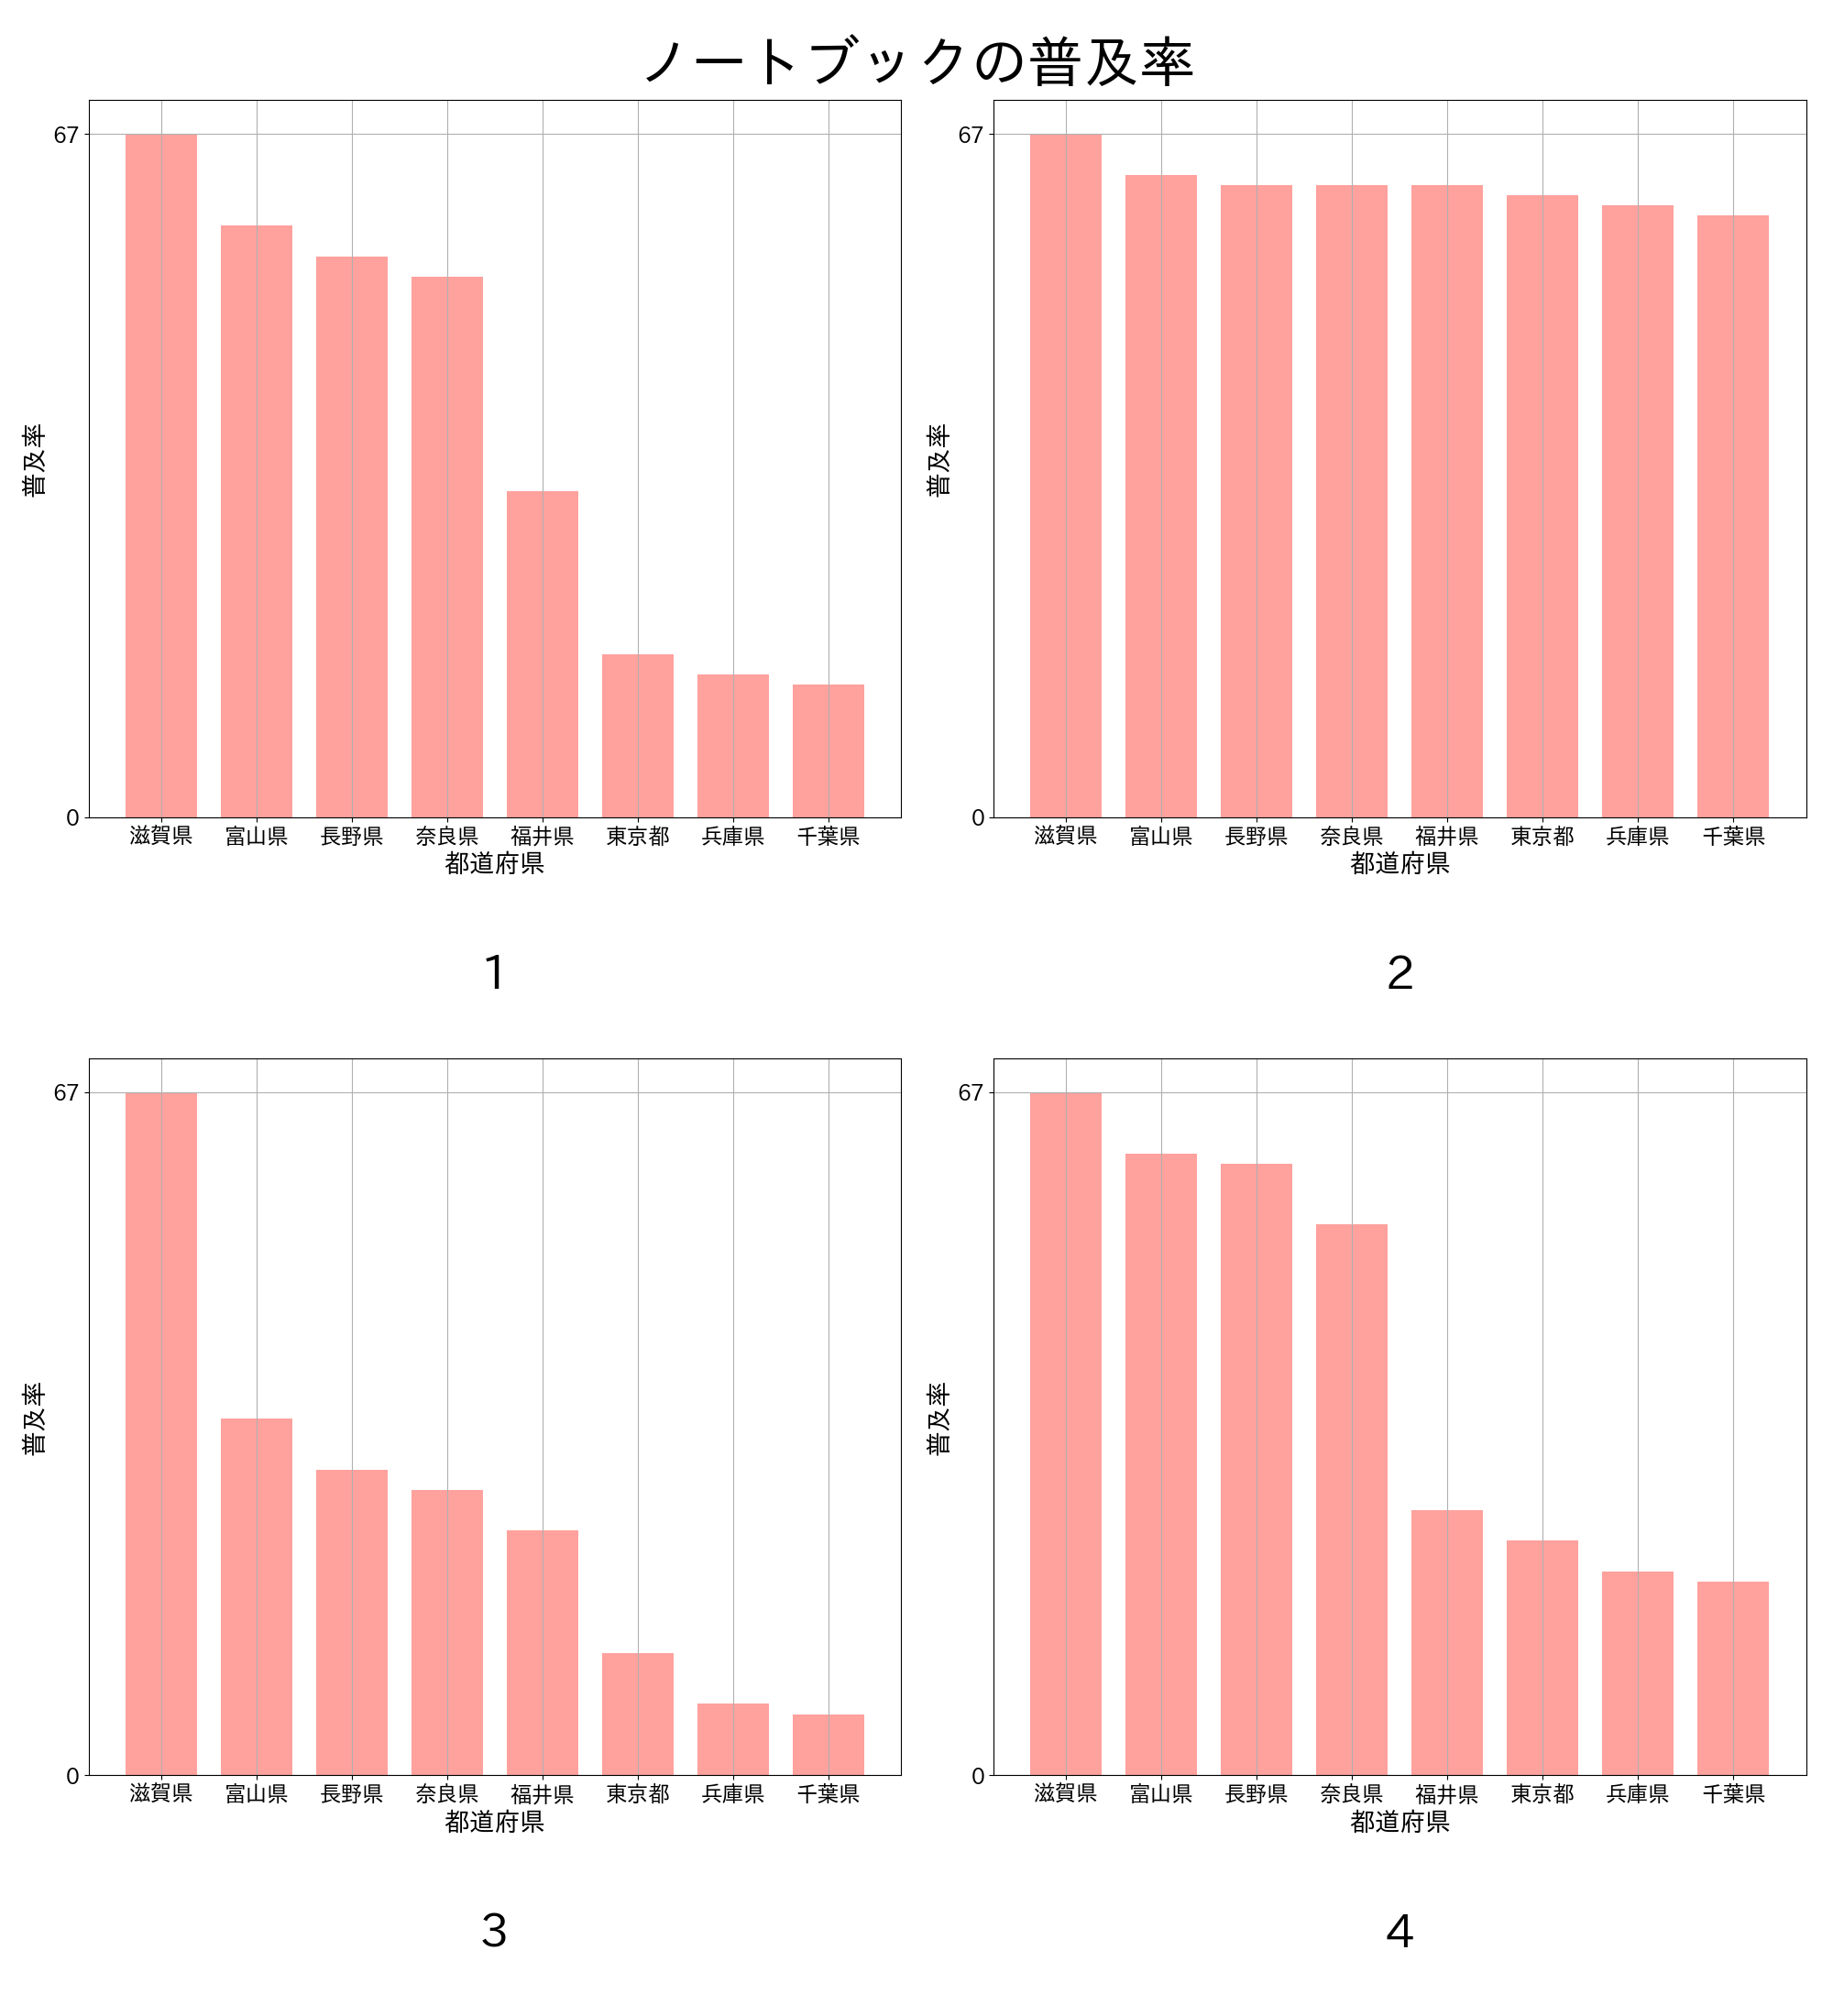 ノートブックの普及率
67
0
普及率
滋賀県 富山県 長野県 奈良県 福井県 東京都 兵庫県 千葉県
都道府県
1
67
0
普及率
滋賀県 富山県 長野県 奈良県 福井県 東京都 兵庫県 千葉県
都道府県
2
67
0
普及率
滋賀県 富山県 長野県 奈良県 福井県 東京都 兵庫県 千葉県
都道府県
3
67
0
普及率
滋賀県 富山県 長野県 奈良県 福井県 東京都 兵庫県 千葉県
都道府県
4